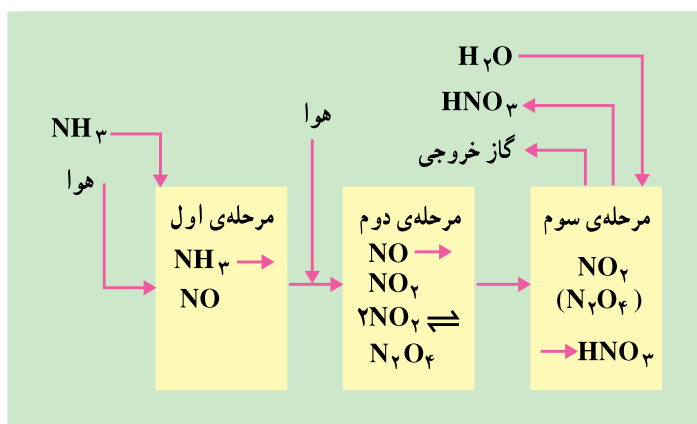 NH۳
هوا
مرحله‌ی اول
NH۳ →
NO
هوا
مرحله‌ی دوم
NO →
NO۲
۲NO۲ ⇌
N۲O۴
H۲O
HNO۳
گاز خروجی
مرحله‌ی سوم
NO۲
(N۲O۴)
→HNO۳